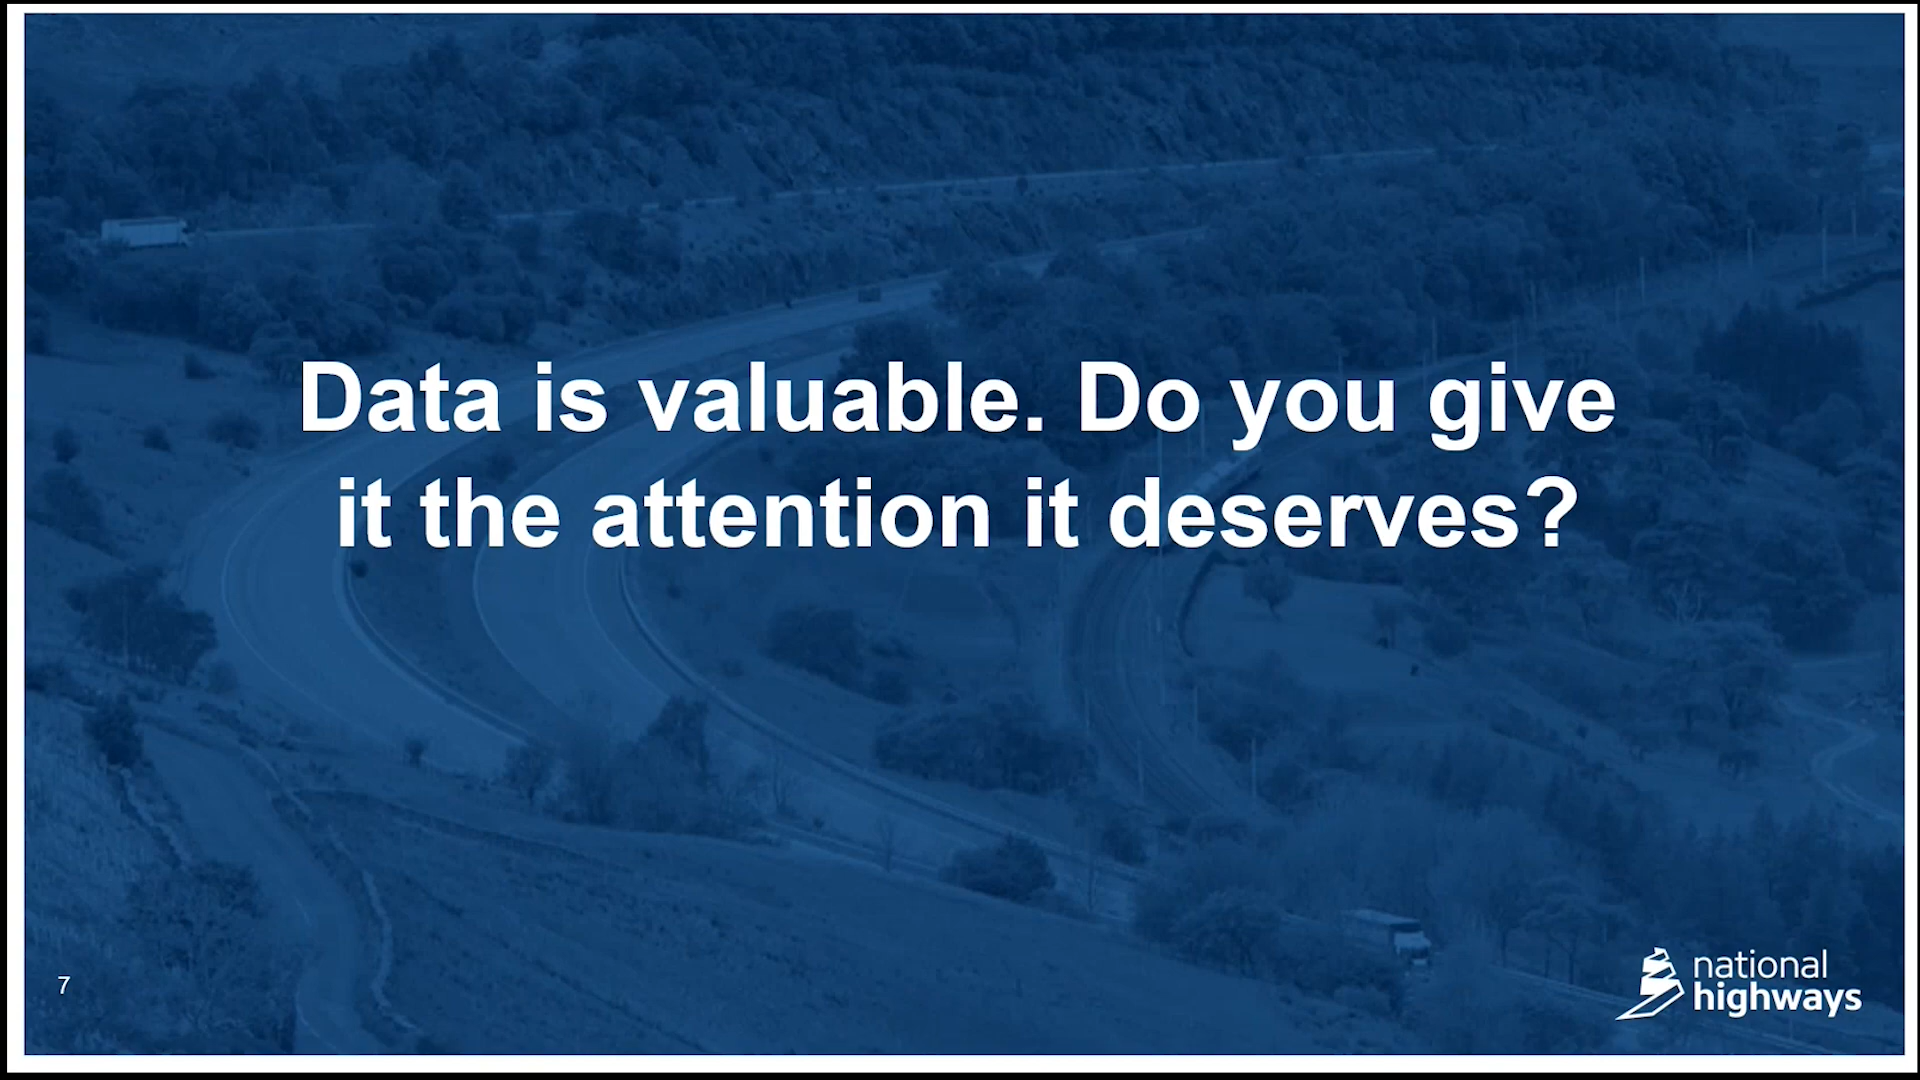 Data is valuable. Do you give
it the attention it deserves?
7
national
highways